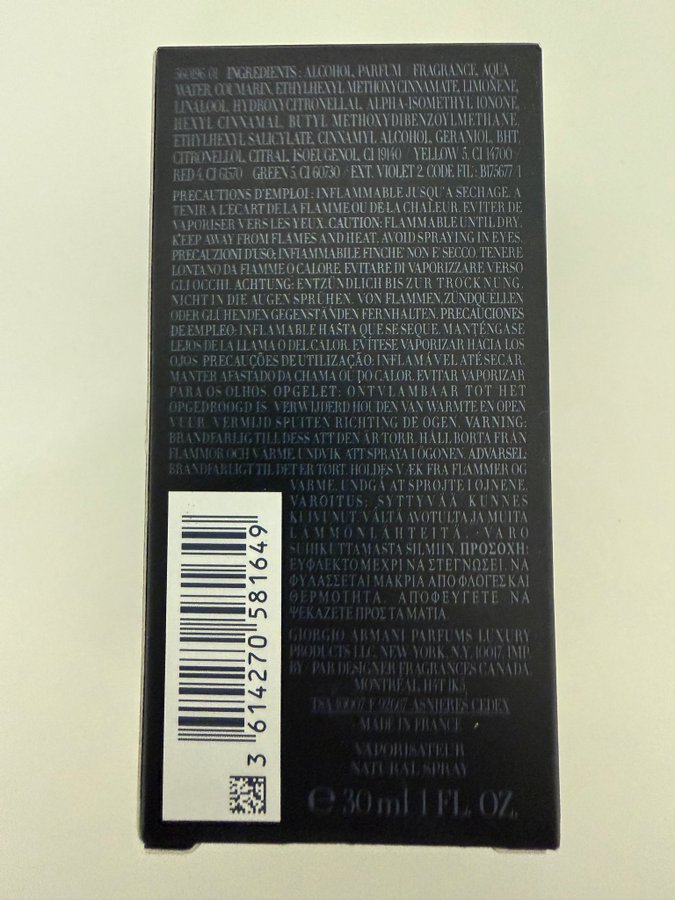 560196 01 INGREDIENTS : ALCOHOL, PARFUM / FRAGRANCE, AQUA /
WATER, COUMARIN, ETHYLHEXYL METHOXYCINNAMATE, LIMONENE,
LINALOOL, HYDROXYCITRONELLAL, ALPHA-ISOMETHYL IONONE,
HEXYL CINNAMAL, BUTYL METHOXYDIBENZOYLMETHANE,
ETHYLHEXYL SALICYLATE, CINNAMYL ALCOHOL, GERANIOL, BHT,
CITRONELLOL, CITRAL, ISOEUGENOL, CI 19140 / YELLOW 5, CI 14700 /
RED 4, CI 61570 / GREEN 5, CI 60730 / EXT. VIOLET 2. CODE FIL : B175677/1
PRECAUTIONS D'EMPLOI : INFLAMMABLE JUSQU'A SECHAGE. A
TENIR A L'ECART DE LA FLAMME OU DE LA CHALEUR. EVITER DE
VAPORISER VERS LES YEUX. CAUTION: FLAMMABLE UNTIL DRY.
KEEP AWAY FROM FLAMES AND HEAT. AVOID SPRAYING IN EYES.
PRECAUZIONI D'USO: INFIAMMABILE FINCHE' NON E' SECCO. TENERE
LONTANO DA FIAMME O CALORE. EVITARE DI VAPORIZZARE VERSO
GLI OCCHI. ACHTUNG: ENTZÜNDLICH BIS ZUR TROCKNUNG.
NICHT IN DIE AUGEN SPRÜHEN. VON FLAMMEN, ZÜNDQUELLEN
ODER GLÜHENDEN GEGENSTÄNDEN FERNHALTEN. PRECAUCIONES
DE EMPLEO: INFLAMABLE HASTA QUE SE SEQUE. MANTÉNGASE
LEJOS DE LA LLAMA O DEL CALOR. EVÍTESE VAPORIZAR HACIA LOS
OJOS. PRECAUÇÕES DE UTILIZAÇÃO: INFLAMÁVEL ATÉ SECAR.
MANTER AFASTADO DA CHAMA OU DO CALOR. EVITAR VAPORIZAR
PARA OS OLHOS. OPGELET: ONTVLAMBAAR TOT HET
OPGEDROOGD IS. VERWIJDERD HOUDEN VAN WARMTE EN OPEN
VUUR. VERMIJD SPUITEN RICHTING DE OGEN. VARNING:
BRANDFARLIG TILL DESS ATT DEN ÄR TORR. HÅLL BORTA FRÅN
FLAMMOR OCH VÄRME. UNDVIK ATT SPRAYA I ÖGONEN. ADVARSEL:
BRANDFARLIGT TIL DET ER TØRT. HOLDES VÆK FRA FLAMMER OG
VARME. UNDGÅ AT SPROJTE I OJNENE.
VAROITUS: SYTTYVÄÄ KUNNES
KUIVUNUT. VÄLTÄ AVOTULTA JA MUITA
LÄMMÖNLÄHTEITÄ. VARO
SUIHKUTTAMASTA SILMIIN. ΠΡΟΣΟΧΗ:
ΕΥΦΛΕΚΤΟ ΜΕΧΡΙ ΝΑ ΣΤΕΓΝΩΣΕΙ. ΝΑ
ΦΥΛΑΣΣΕΤΑΙ ΜΑΚΡΙΑ ΑΠΟ ΦΛΟΓΕΣ ΚΑΙ
ΘΕΡΜΟΤΗΤΑ. ΑΠΟΦΕΥΓΕΤΕ ΝΑ
ΨΕΚΑΖΕΤΕ ΠΡΟΣ ΤΑ ΜΑΤΙΑ.
GIORGIO ARMANI PARFUMS LUXURY
PRODUCTS LLC. NEW YORK, N.Y. 10017. IMP.
BY / PAR DESIGNER FRAGRANCES CANADA,
MONTRÉAL, H4T 1K5.
TSA 10007 F 92667 ASNIERES CEDEX
MADE IN FRANCE
VAPORISATEUR
NATURAL SPRAY
℮ 30 ml 1 FL. OZ.
3 614270 581649